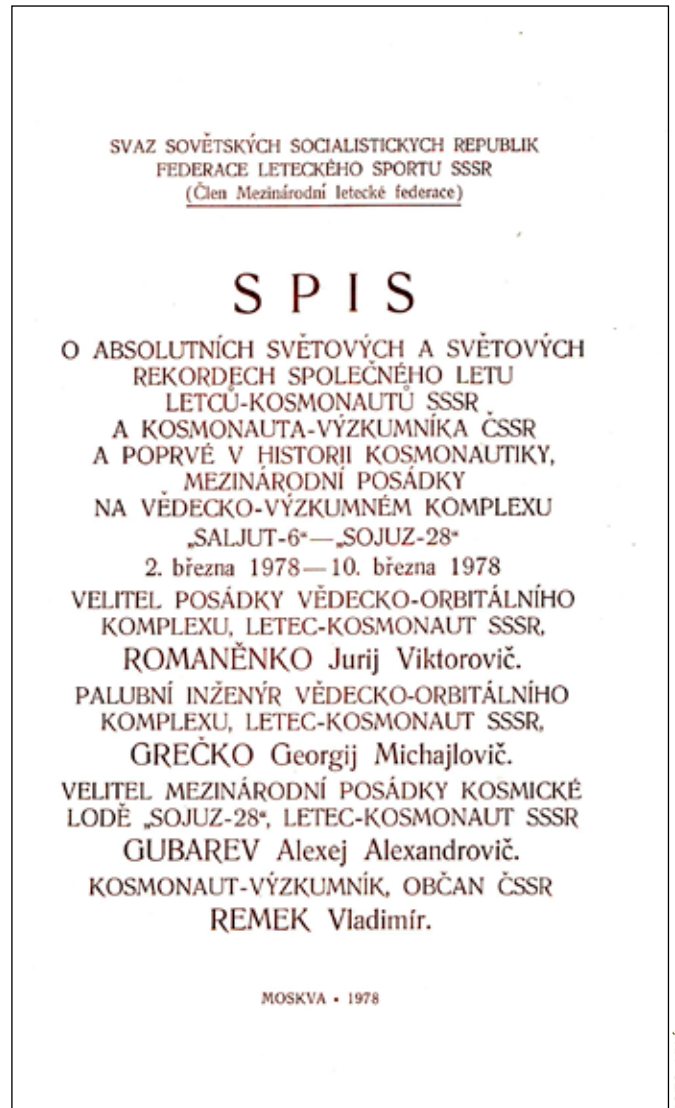 SVAZ SOVĚTSKÝCH SOCIALISTICKYCH REPUBLIK
FEDERACE LETECKÉHO SPORTU SSSR
(Člen Mezinárodní letecké federace)
SPIS
O ABSOLUTNÍCH SVĚTOVÝCH A SVĚTOVÝCH
REKORDECH SPOLEČNÉHO LETU
LETCŮ-KOSMONAUTŮ SSSR
A KOSMONAUTA-VÝZKUMNÍKA ČSSR
A POPRVÉ V HISTORII KOSMONAUTIKY,
MEZINÁRODNÍ POSÁDKY
NA VĚDECKO-VÝZKUMNÉM KOMPLEXU
„SALJUT-6“—„SOJUZ-28“
2. března 1978—10. března 1978
VELITEL POSÁDKY VĚDECKO-ORBITÁLNÍHO
KOMPLEXU, LETEC-KOSMONAUT SSSR,
ROMANĚNKO Jurij Viktorovič.
PALUBNÍ INŽENÝR VĚDECKO-ORBITÁLNÍHO
KOMPLEXU, LETEC-KOSMONAUT SSSR,
GREČKO Georgij Michajlovič.
VELITEL MEZINÁRODNÍ POSÁDKY KOSMICKÉ
LODĚ „SOJUZ-28“, LETEC-KOSMONAUT SSSR
GUBAREV Alexej Alexandrovič.
KOSMONAUT-VÝZKUMNÍK, OBČAN ČSSR
REMEK Vladimír.
MOSKVA • 1978